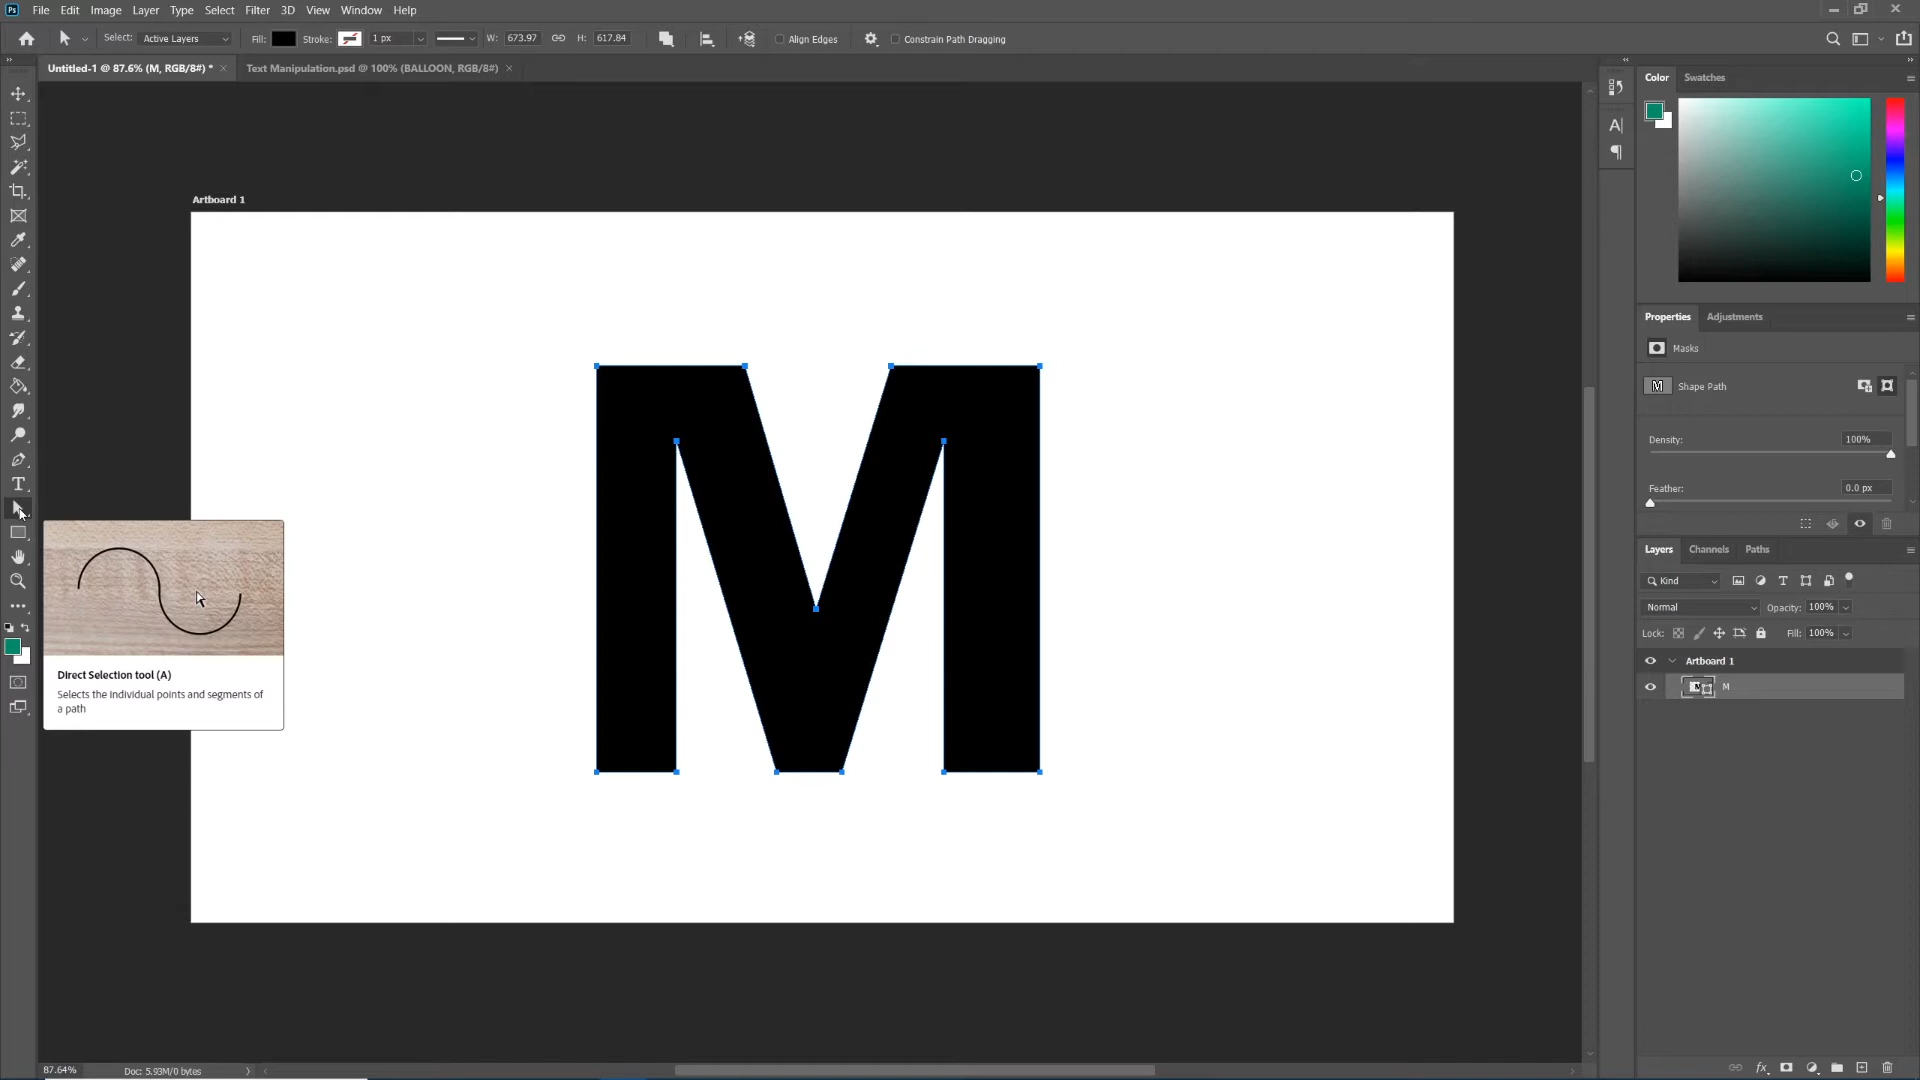 Ps File Edit Image Layer Type Select Filter 3D View Window Help
Select: Active Layers Fill: Stroke: 1 px W: 673.97 H: 617.84 Align Edges Constrain Path Dragging
Untitled-1 @ 87.6% (M, RGB/8#) * × Text Manipulation.psd @ 100% (BALLOON, RGB/8#) ×
Color Swatches
Artboard 1
M
Direct Selection tool (A)
Selects the individual points and segments of
a path
Properties Adjustments
Masks
M Shape Path
Density: 100%
Feather: 0.0 px
Layers Channels Paths
Kind
Normal Opacity: 100%
Lock: Fill: 100%
Artboard 1
M
87.64% Doc: 5.93M/0 bytes